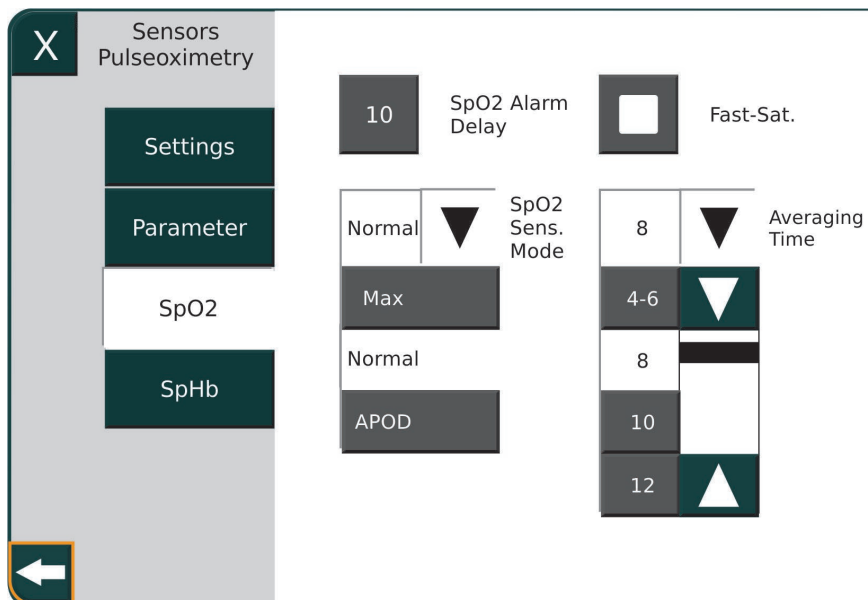 X
Sensors
Pulseoximetry
Settings
Parameter
SpO2
SpHb
10
SpO2 Alarm
Delay
Fast-Sat.
Normal
SpO2
Sens.
Mode
Max
Normal
APOD
8
Averaging
Time
4-6
8
10
12